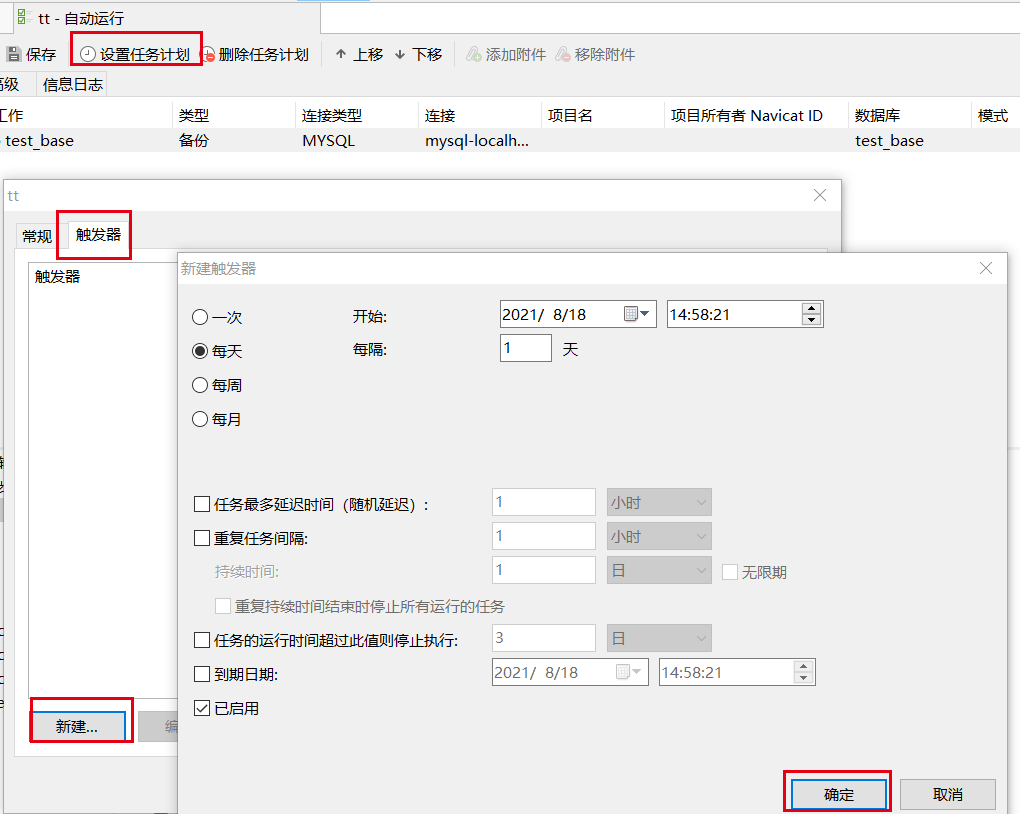 tt - 自动运行
保存 设置任务计划 删除任务计划 上移 下移 添加附件 移除附件
高级 信息日志
工作 类型 连接类型 连接 项目名 项目所有者 Navicat ID 数据库 模式
test_base 备份 MYSQL mysql-localh... test_base
tt
常规 触发器
触发器
新建触发器
一次 开始: 2021/ 8/18 14:58:21
每天 每隔: 1 天
每周
每月
任务最多延迟时间（随机延迟）: 1 小时
重复任务间隔: 1 小时
持续时间: 1 日 无限期
重复持续时间结束时停止所有运行的任务
任务的运行时间超过此值则停止执行: 3 日
到期日期: 2021/ 8/18 14:58:21
已启用
新建... 编
确定 取消